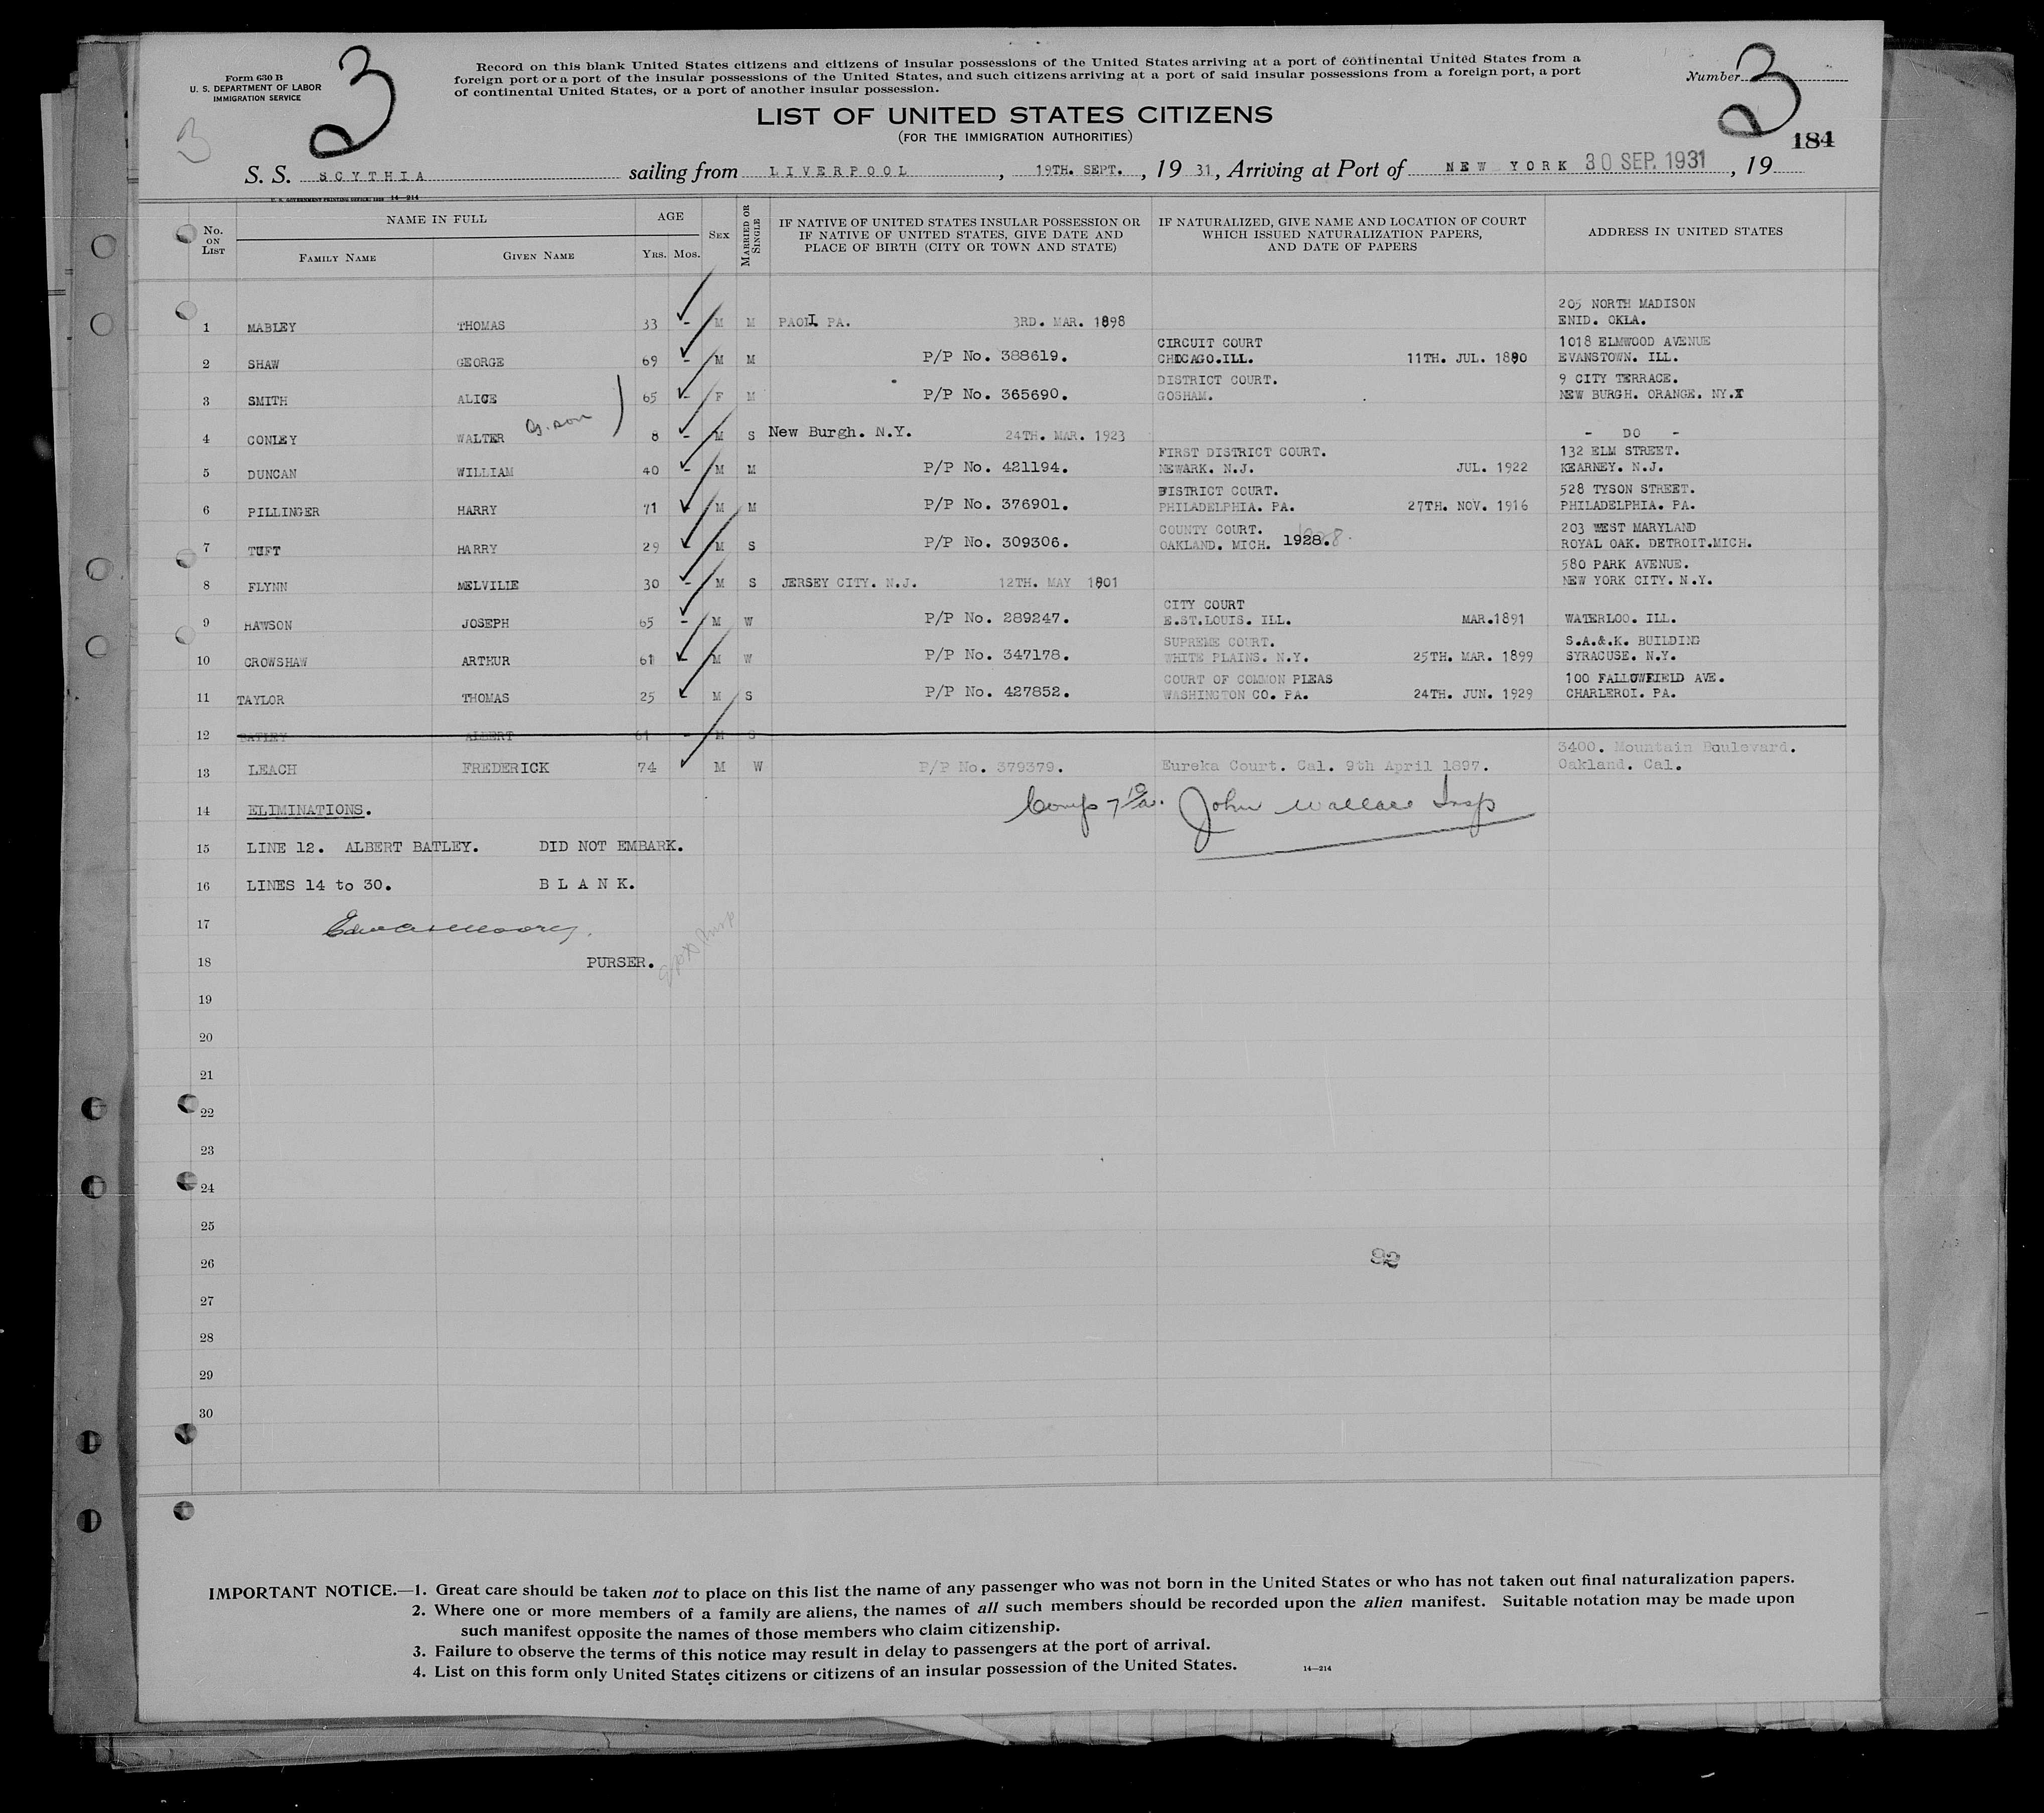 Form 630 B
U. S. DEPARTMENT OF LABOR
IMMIGRATION SERVICE
3
3
Record on this blank United States citizens and citizens of insular possessions of the United States arriving at a port of continental United States from a
foreign port or a port of the insular possessions of the United States, and such citizens arriving at a port of said insular possessions from a foreign port, a port
of continental United States, or a port of another insular possession.
Number 3
LIST OF UNITED STATES CITIZENS
(FOR THE IMMIGRATION AUTHORITIES)
184
S. S. SCYTHIA sailing from LIVERPOOL, 19TH. SEPT., 19 31, Arriving at Port of NEW YORK 30 SEP. 1931, 19
14—214
No. ON LIST
NAME IN FULL
FAMILY NAME GIVEN NAME
AGE
YRS. MOS.
SEX
MARRIED OR SINGLE
IF NATIVE OF UNITED STATES INSULAR POSSESSION OR
IF NATIVE OF UNITED STATES, GIVE DATE AND
PLACE OF BIRTH (CITY OR TOWN AND STATE)
IF NATURALIZED, GIVE NAME AND LOCATION OF COURT
WHICH ISSUED NATURALIZATION PAPERS,
AND DATE OF PAPERS
ADDRESS IN UNITED STATES
205 NORTH MADISON
1 MABLEY THOMAS 33 - M M PAOLI PA. 3RD. MAR. 1898 ENID. OKLA.
CIRCUIT COURT 1018 ELMWOOD AVENUE
2 SHAW GEORGE 69 - M M P/P No. 388619. CHICAGO.ILL. 11TH. JUL. 1890 EVANSTOWN. ILL.
DISTRICT COURT. 9 CITY TERRACE.
3 SMITH ALICE 65 - F M P/P No. 365690. GOSHAM. NEW BURGH. ORANGE. NY.
4 CONLEY WALTER G. son 8 - M S New Burgh. N.Y. 24TH. MAR. 1923 - DO -
FIRST DISTRICT COURT. 132 ELM STREET.
5 DUNCAN WILLIAM 40 - M M P/P No. 421194. NEWARK. N.J. JUL. 1922 KEARNEY. N.J.
DISTRICT COURT. 528 TYSON STREET.
6 PILLINGER HARRY 71 M M P/P No. 376901. PHILADELPHIA. PA. 27TH. NOV. 1916 PHILADELPHIA. PA.
COUNTY COURT. 203 WEST MARYLAND
7 TUFT HARRY 29 - M S P/P No. 309306. OAKLAND. MICH. 1928. ROYAL OAK. DETROIT.MICH.
580 PARK AVENUE.
8 FLYNN MELVILLE 30 - M S JERSEY CITY. N.J. 12TH. MAY 1901 NEW YORK CITY. N.Y.
CITY COURT
9 HAWSON JOSEPH 65 - M W P/P No. 289247. E.ST.LOUIS. ILL. MAR.1891 WATERLOO. ILL.
SUPREME COURT. S.A.&.K. BUILDING
10 CROWSHAW ARTHUR 61 - M W P/P No. 347178. WHITE PLAINS. N.Y. 25TH. MAR. 1899 SYRACUSE. N.Y.
COURT OF COMMON PLEAS 100 FALLOWFIELD AVE.
11 TAYLOR THOMAS 25 M S P/P No. 427852. WASHINGTON CO. PA. 24TH. JUN. 1929 CHARLEROI. PA.
12 BATLEY ALBERT 61 - M S
3400. Mountain Boulevard.
13 LEACH FREDERICK 74 M W P/P No. 379379. Eureka Court. Cal. 9th April 1897. Oakland. Cal.
14 ELIMINATIONS. John Wallace Insp
15 LINE 12. ALBERT BATLEY. DID NOT EMBARK.
16 LINES 14 to 30. B L A N K.
17
18 PURSER.
19
20
21
22
23
24
25
26
92
27
28
29
30
IMPORTANT NOTICE.—1. Great care should be taken not to place on this list the name of any passenger who was not born in the United States or who has not taken out final naturalization papers.
2. Where one or more members of a family are aliens, the names of all such members should be recorded upon the alien manifest. Suitable notation may be made upon
such manifest opposite the names of those members who claim citizenship.
3. Failure to observe the terms of this notice may result in delay to passengers at the port of arrival.
4. List on this form only United States citizens or citizens of an insular possession of the United States. 14—214